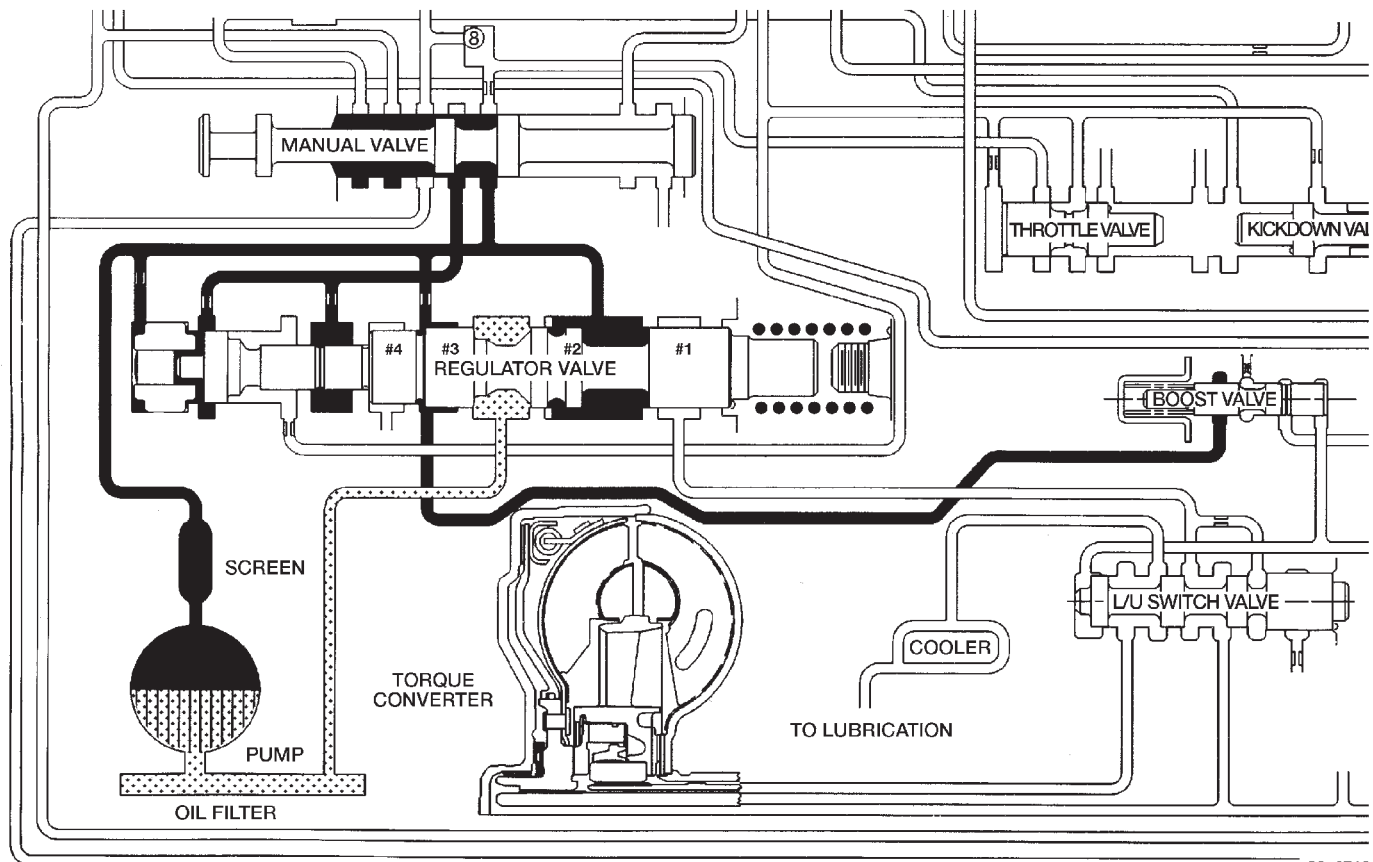 8
MANUAL VALVE
THROTTLE VALVE
KICKDOWN VAL
#4
#3
#2
#1
REGULATOR VALVE
BOOST VALVE
SCREEN
L/U SWITCH VALVE
COOLER
TORQUE
CONVERTER
TO LUBRICATION
PUMP
OIL FILTER